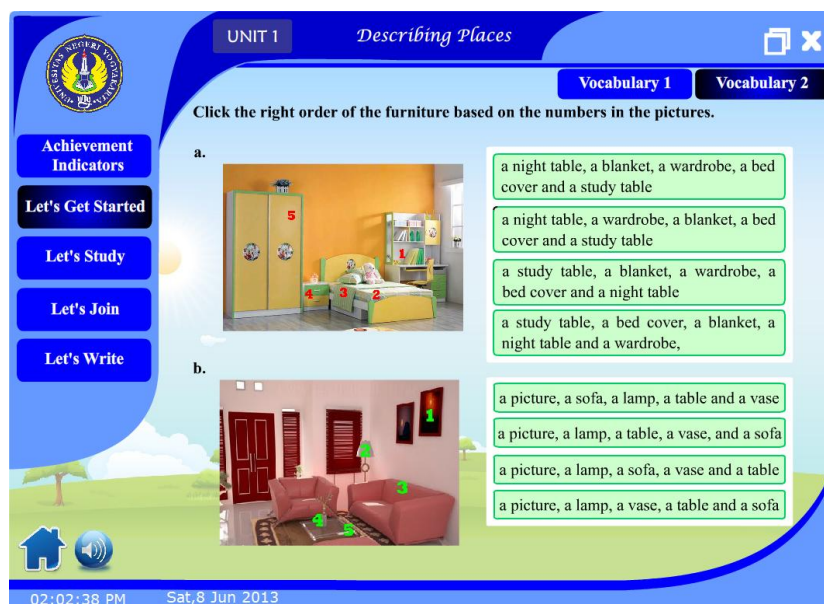 UNIT 1
Describing Places
UNIVERSITAS NEGERI YOGYAKARTA
Vocabulary 1
Vocabulary 2
Click the right order of the furniture based on the numbers in the pictures.
Achievement
Indicators
Let's Get Started
Let's Study
Let's Join
Let's Write
a.
5
1
4
3
2
a night table, a blanket, a wardrobe, a bed
cover and a study table
a night table, a wardrobe, a blanket, a bed
cover and a study table
a study table, a blanket, a wardrobe, a
bed cover and a night table
a study table, a bed cover, a blanket, a
night table and a wardrobe,
b.
1
2
3
4
5
a picture, a sofa, a lamp, a table and a vase
a picture, a lamp, a table, a vase, and a sofa
a picture, a lamp, a sofa, a vase and a table
a picture, a lamp, a vase, a table and a sofa
02:02:38 PM
Sat,8 Jun 2013